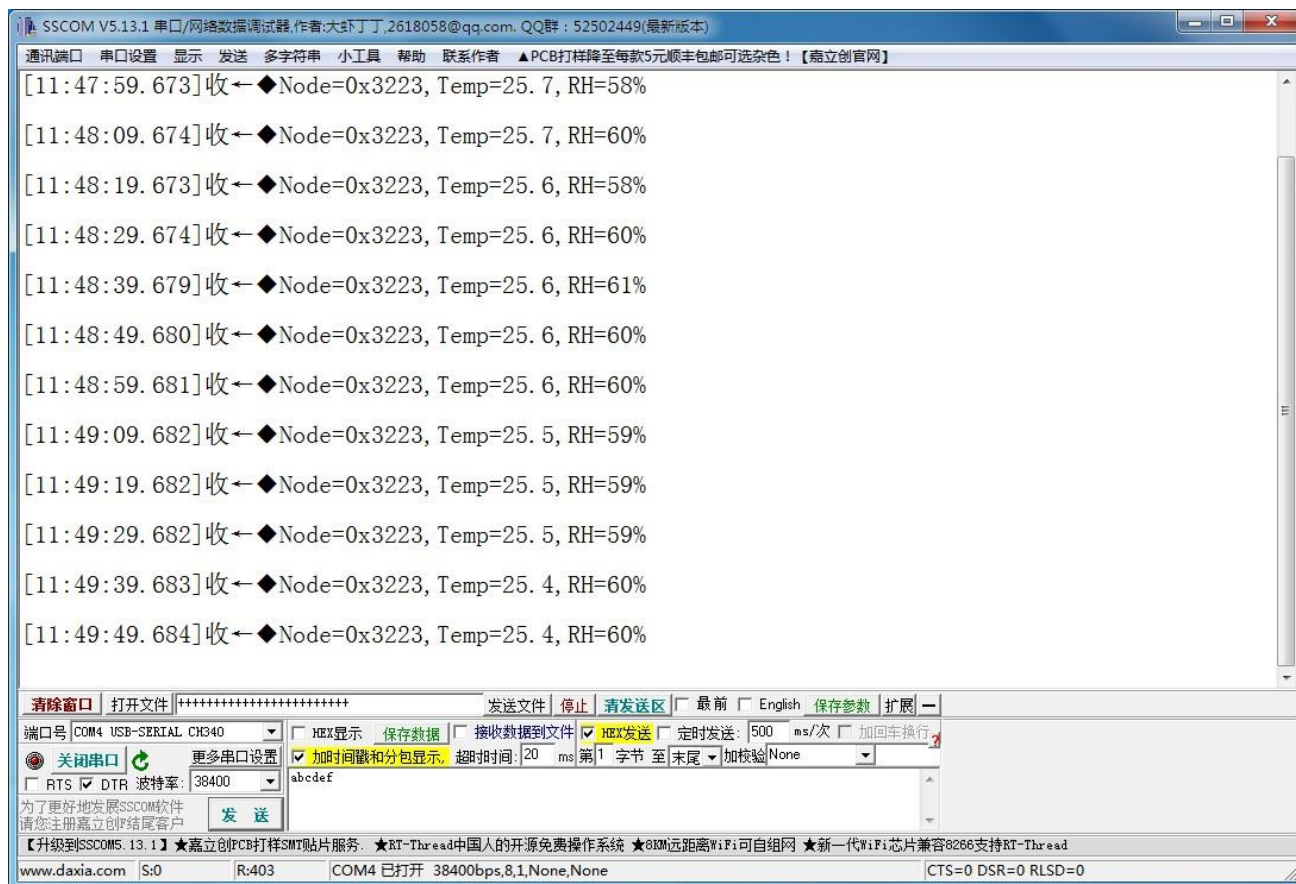 SSCOM V5.13.1 串口/网络数据调试器,作者:大虾丁丁,2618058@qq.com. QQ群：52502449(最新版本)
通讯端口 串口设置 显示 发送 多字符串 小工具 帮助 联系作者 ▲PCB打样降至每款5元顺丰包邮可选杂色！【嘉立创官网】
[11:47:59.673]收←◆Node=0x3223,Temp=25.7,RH=58%
[11:48:09.674]收←◆Node=0x3223,Temp=25.7,RH=60%
[11:48:19.673]收←◆Node=0x3223,Temp=25.6,RH=58%
[11:48:29.674]收←◆Node=0x3223,Temp=25.6,RH=60%
[11:48:39.679]收←◆Node=0x3223,Temp=25.6,RH=61%
[11:48:49.680]收←◆Node=0x3223,Temp=25.6,RH=60%
[11:48:59.681]收←◆Node=0x3223,Temp=25.6,RH=60%
[11:49:09.682]收←◆Node=0x3223,Temp=25.5,RH=59%
[11:49:19.682]收←◆Node=0x3223,Temp=25.5,RH=59%
[11:49:29.682]收←◆Node=0x3223,Temp=25.5,RH=59%
[11:49:39.683]收←◆Node=0x3223,Temp=25.4,RH=60%
[11:49:49.684]收←◆Node=0x3223,Temp=25.4,RH=60%
清除窗口 打开文件 ++++++++++++++++++++++++ 发送文件 停止 清发送区 最前 English 保存参数 扩展 —
端口号 COM4 USB-SERIAL CH340 HEX显示 保存数据 接收数据到文件 HEX发送 定时发送: 500 ms/次 加回车换行
关闭串口 更多串口设置 加时间戳和分包显示, 超时时间: 20 ms 第 1 字节 至 末尾 加校验 None
RTS DTR 波特率: 38400 abcdef
为了更好地发展SSCOM软件
请您注册嘉立创F结尾客户 发 送
【升级到SSCOM5.13.1】★嘉立创PCB打样SMT贴片服务. ★RT-Thread中国人的开源免费操作系统 ★8KM远距离WiFi可自组网 ★新一代WiFi芯片兼容8266支持RT-Thread
www.daxia.com S:0 R:403 COM4 已打开 38400bps,8,1,None,None CTS=0 DSR=0 RLSD=0